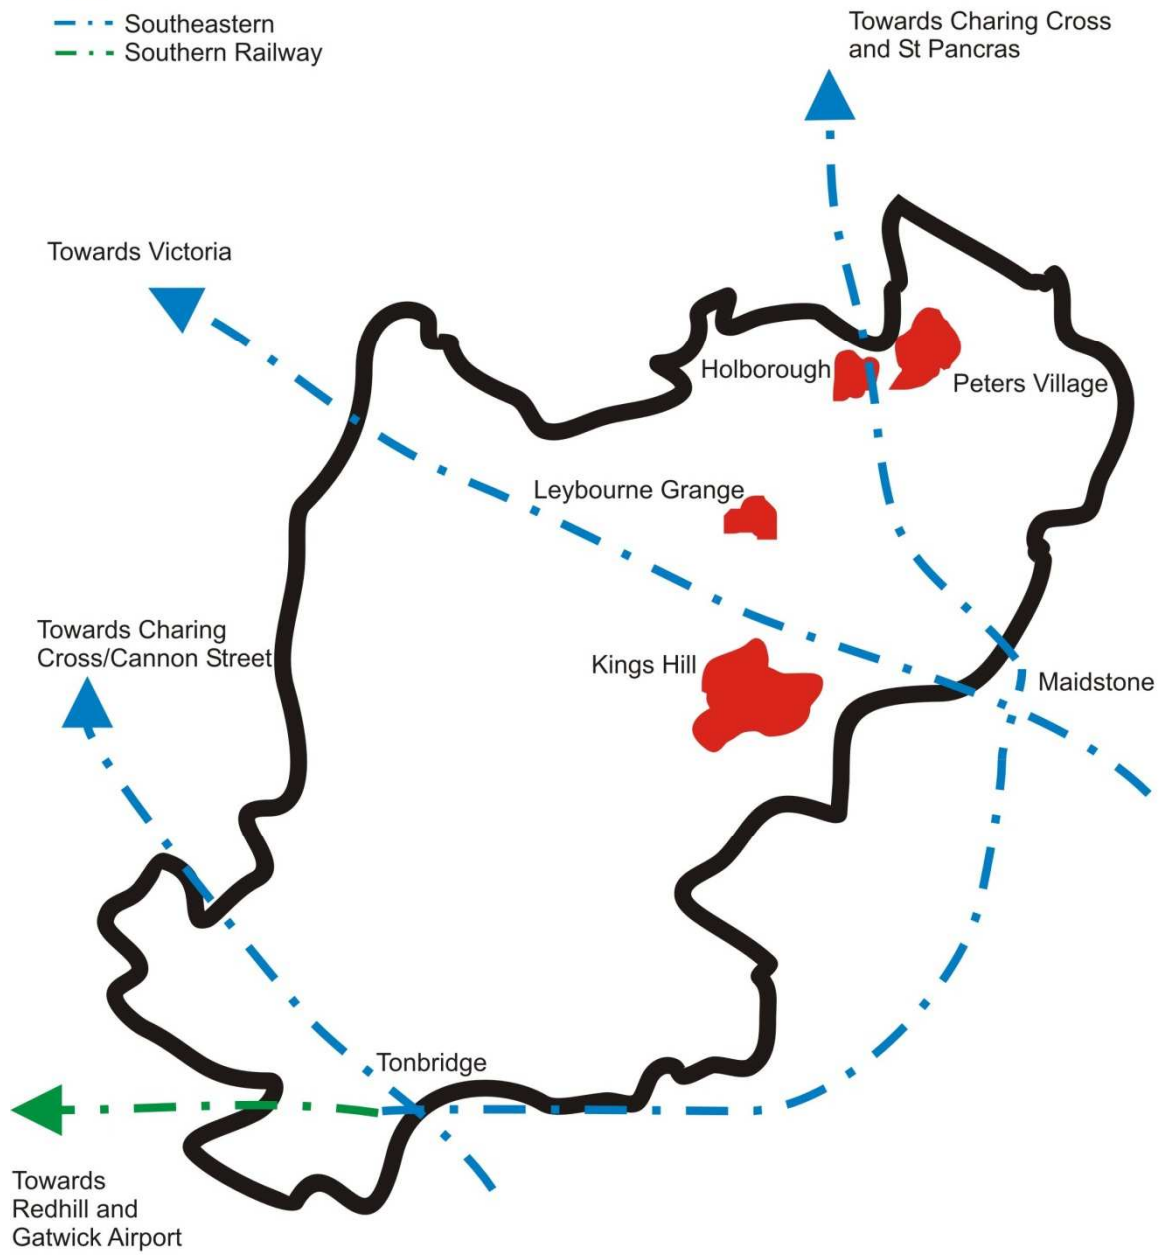 Southeastern
Southern Railway
Towards Charing Cross
and St Pancras
Towards Victoria
Holborough
Peters Village
Leybourne Grange
Towards Charing
Cross/Cannon Street
Kings Hill
Maidstone
Tonbridge
Towards
Redhill and
Gatwick Airport